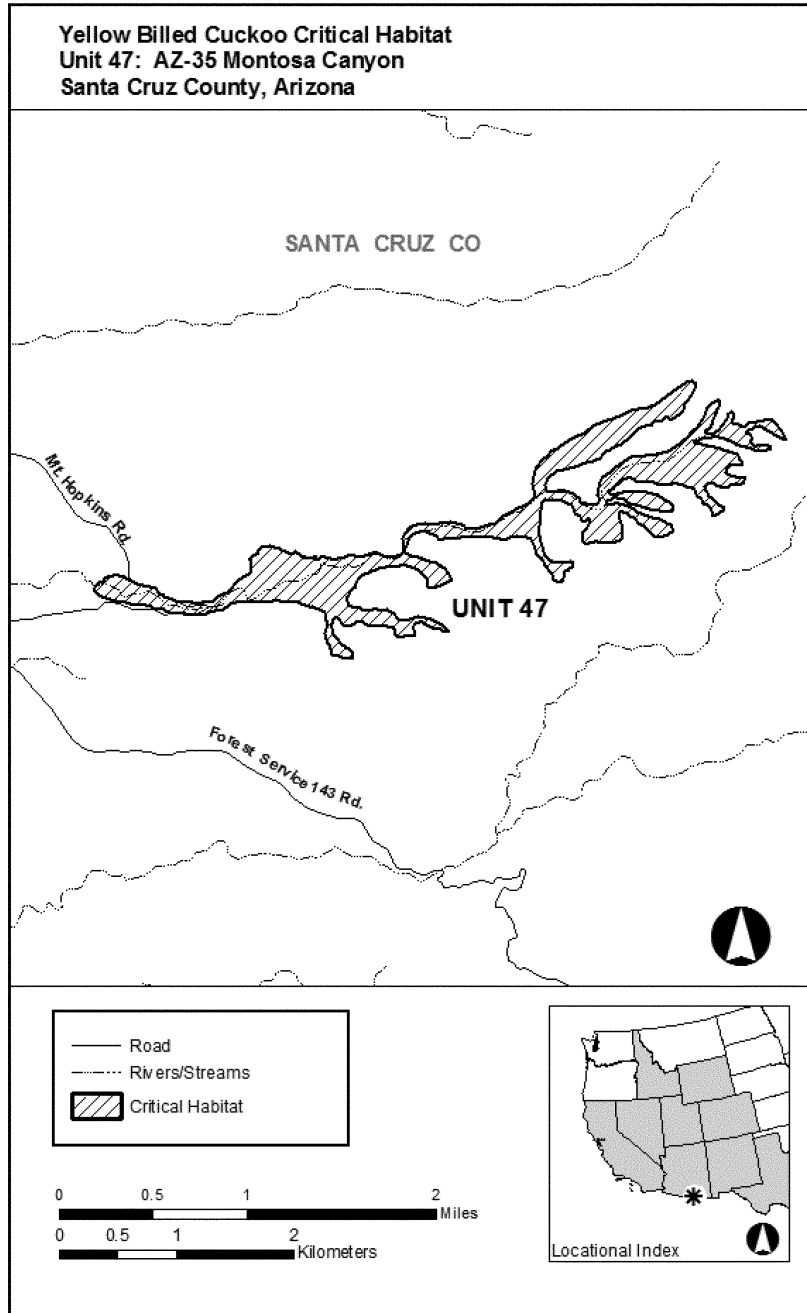 Yellow Billed Cuckoo Critical Habitat
Unit 47: AZ-35 Montosa Canyon
Santa Cruz County, Arizona
SANTA CRUZ CO
Mt. Hopkins Rd.
UNIT 47
Forest Service 143 Rd.
Road
Rivers/Streams
Critical Habitat
0 0.5 1 2
Miles
0 0.5 1 2
Kilometers
Locational Index